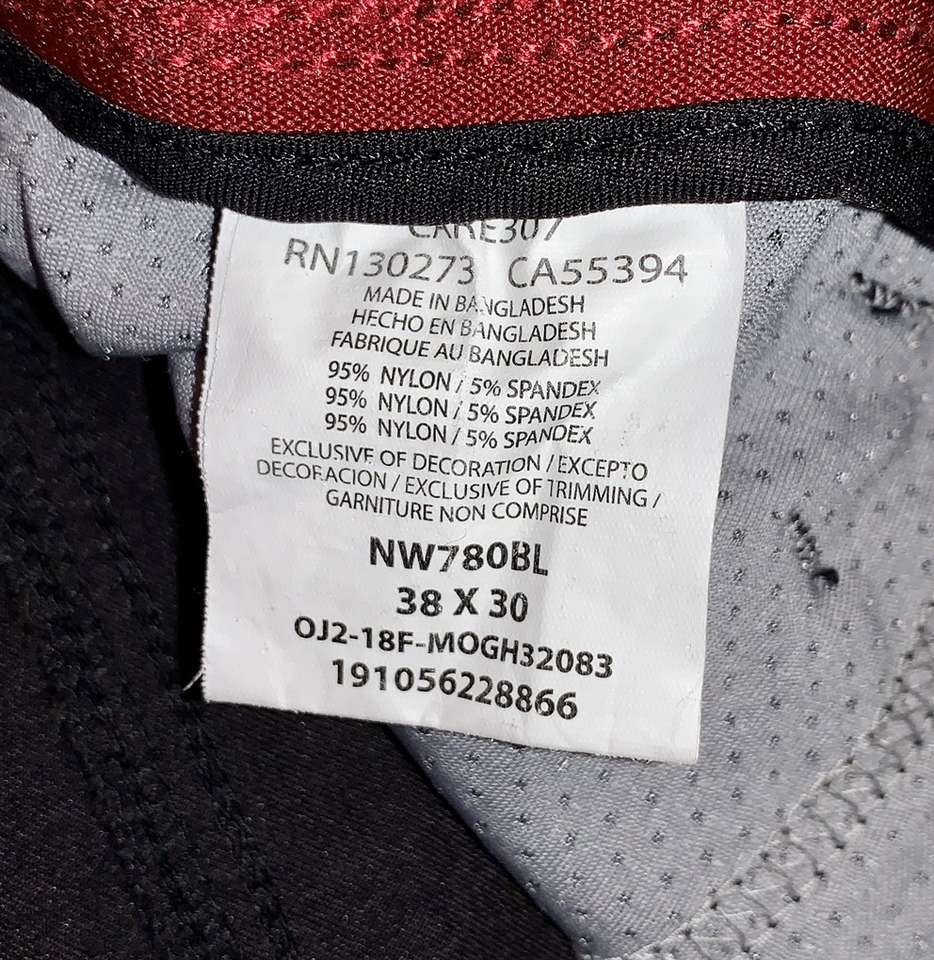 CARE307
RN130273 CA55394
MADE IN BANGLADESH
HECHO EN BANGLADESH
FABRIQUE AU BANGLADESH
95% NYLON / 5% SPANDEX
95% NYLON / 5% SPANDEX
95% NYLON / 5% SPANDEX
EXCLUSIVE OF DECORATION / EXCEPTO
DECORACION / EXCLUSIVE OF TRIMMING /
GARNITURE NON COMPRISE
NW780BL
38 X 30
OJ2-18F-MOGH32083
191056228866